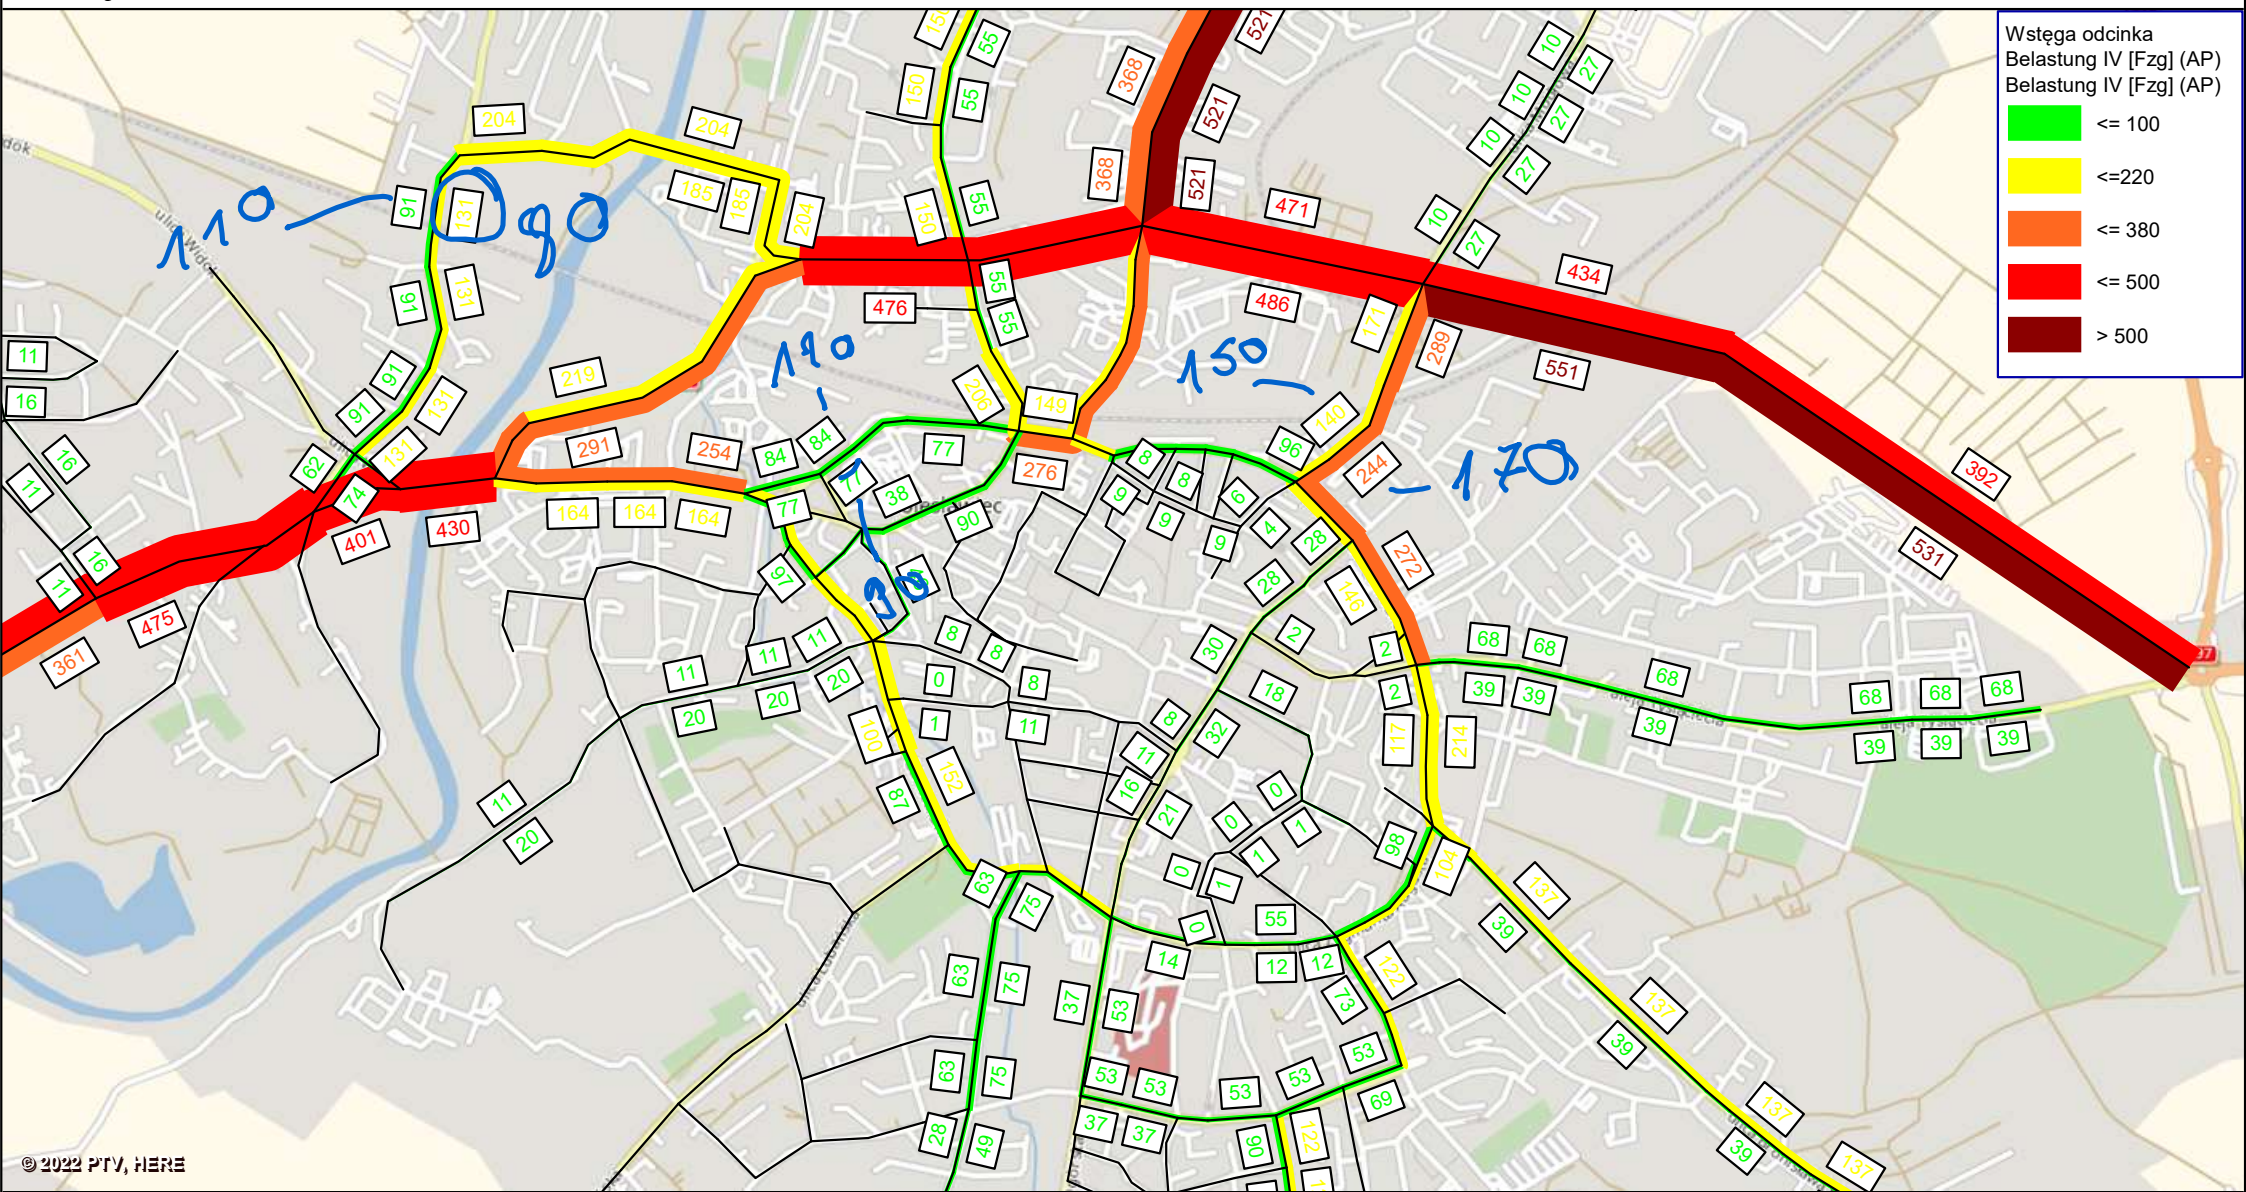 Wstęga odcinka
Belastung IV [Fzg] (AP)
Belastung IV [Fzg] (AP)
<= 100
<=220
<= 380
<= 500
> 500
150 55 368 521 10 27
150 55 521 10 27
204 204 368 521 471 10 27
185 185 204 150 55 10 27
110 91 131 90
ulica Widok
91 131 55 434
476 55 486 171 289 551
11 190 150
16 91 131 219 206 149 140
91 131 84 96 244 170
16 62 291 254 84 77 276 8 8 392
11 74 77 38 9 6
164 164 164 77 90 9 4 28
401 430 9 531
16 97 90 28 272
11 146
475 11 8 30 2 2 68 68
361 11 11 8 8 18 2 39 39 68 68 68 68
20 20 20 0 aleja Tysiąclecia 39 39 39 39
100 1 11 8 32 117 214 97
11 152 11
20 87 16 21 0 0 1 98 104
63 75 0 1 1 137
ulica Lubańska
0 55 39
14 12 12 122
63 75 37 53 73 137
63 75 53 53 53 53 53 39
28 49 37 37 69 137
90 122 39 137
© 2022 PTV, HERE